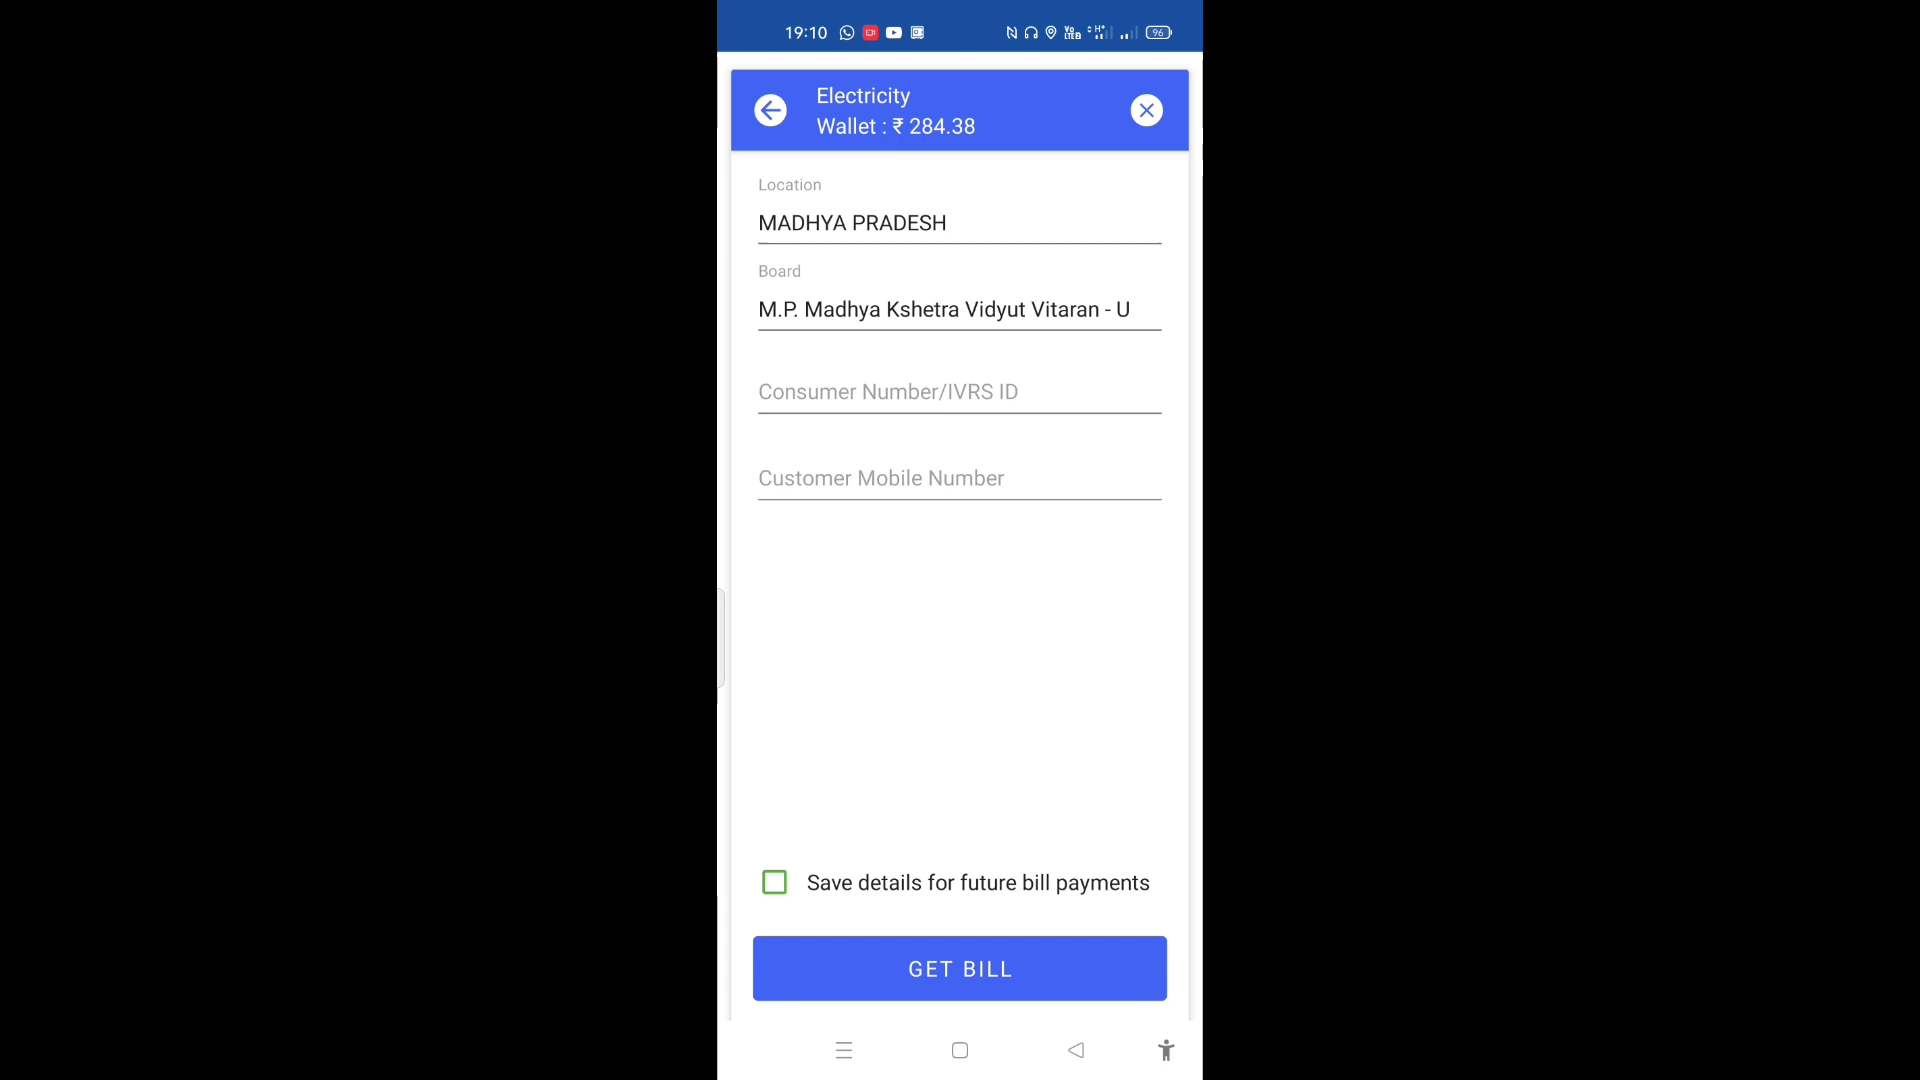 19:10
96
Electricity
Wallet : ₹ 284.38
Location
MADHYA PRADESH
Board
M.P. Madhya Kshetra Vidyut Vitaran - U
Consumer Number/IVRS ID
Customer Mobile Number
Save details for future bill payments
GET BILL